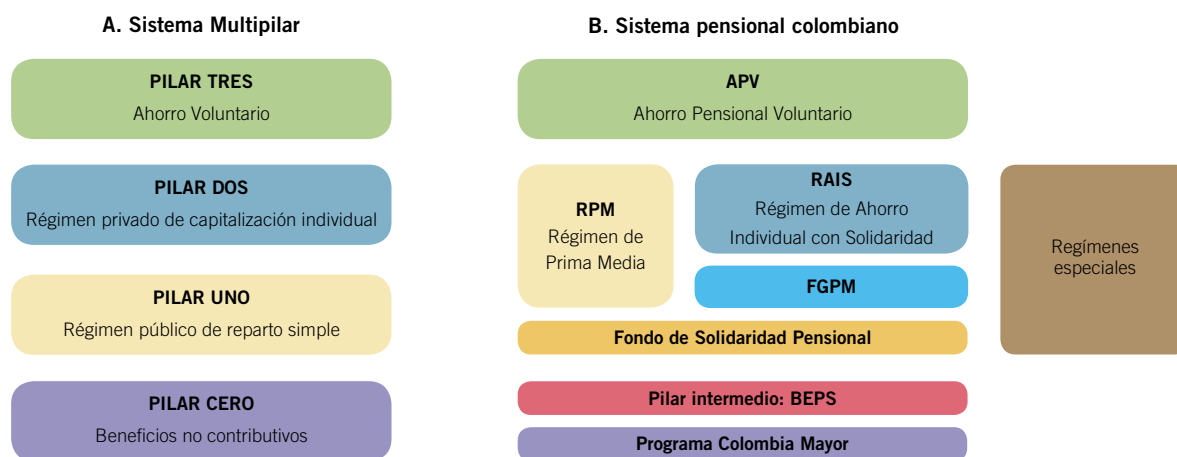 A. Sistema Multipilar
PILAR TRES
Ahorro Voluntario
PILAR DOS
Régimen privado de capitalización individual
PILAR UNO
Régimen público de reparto simple
PILAR CERO
Beneficios no contributivos
B. Sistema pensional colombiano
APV
Ahorro Pensional Voluntario
RPM
Régimen de
Prima Media
RAIS
Régimen de Ahorro
Individual con Solidaridad
FGPM
Fondo de Solidaridad Pensional
Pilar intermedio: BEPS
Programa Colombia Mayor
Regímenes
especiales